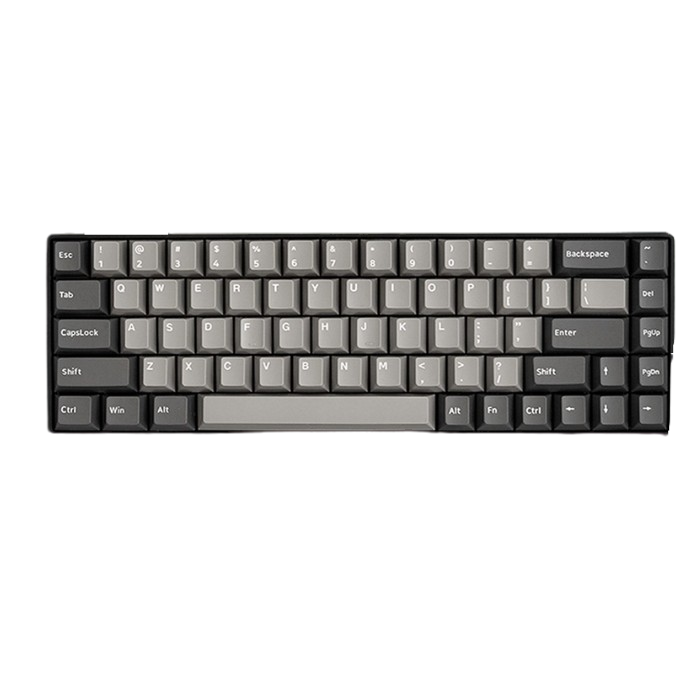 Esc ! 1 @ 2 # 3 $ 4 % 5 ^ 6 & 7 * 8 ( 9 ) 0 _ - + = Backspace ~ `
Tab Q W E R T Y U I O P { [ } ] | \ Del
CapsLock A S D F G H J K L : ; " ' Enter PgUp
Shift Z X C V B N M < , > . ? / Shift ↑ PgDn
Ctrl Win Alt Alt Fn Ctrl ← ↓ →